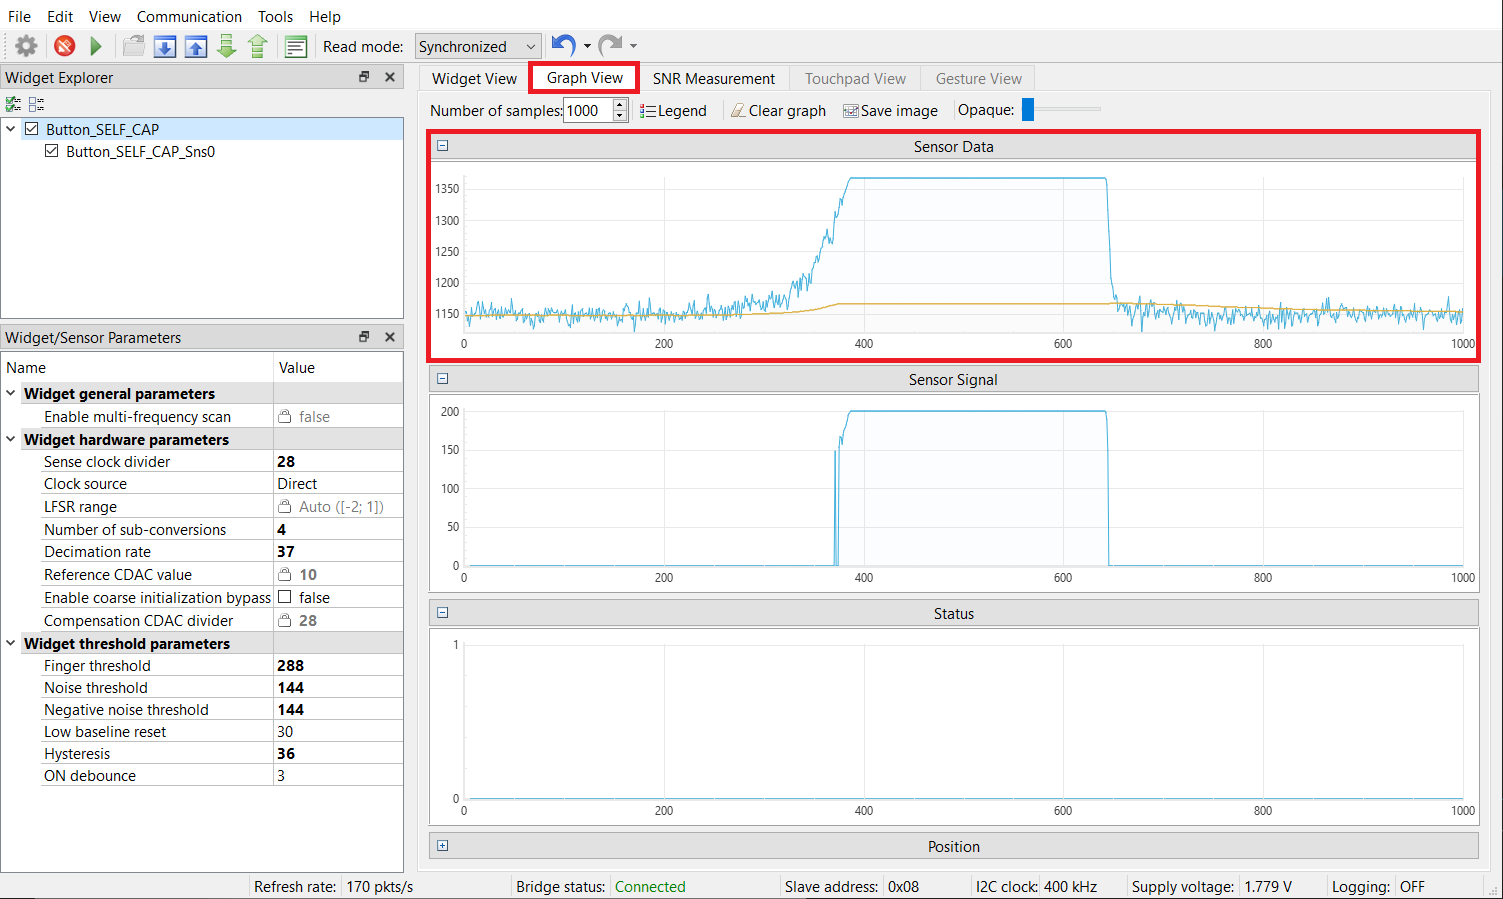 File Edit View Communication Tools Help
Read mode: Synchronized
Widget Explorer
Button_SELF_CAP
Button_SELF_CAP_Sns0
Widget/Sensor Parameters
Name Value
Widget general parameters
Enable multi-frequency scan false
Widget hardware parameters
Sense clock divider 28
Clock source Direct
LFSR range Auto ([-2; 1])
Number of sub-conversions 4
Decimation rate 37
Reference CDAC value 10
Enable coarse initialization bypass false
Compensation CDAC divider 28
Widget threshold parameters
Finger threshold 288
Noise threshold 144
Negative noise threshold 144
Low baseline reset 30
Hysteresis 36
ON debounce 3
Widget View Graph View SNR Measurement Touchpad View Gesture View
Number of samples: 1000 Legend Clear graph Save image Opaque:
Sensor Data
1350
1300
1250
1200
1150
0 200 400 600 800 1000
Sensor Signal
200
150
100
50
0
0 200 400 600 800 1000
Status
1
0
0 200 400 600 800 1000
Position
Refresh rate: 170 pkts/s Bridge status: Connected Slave address: 0x08 I2C clock: 400 kHz Supply voltage: 1.779 V Logging: OFF